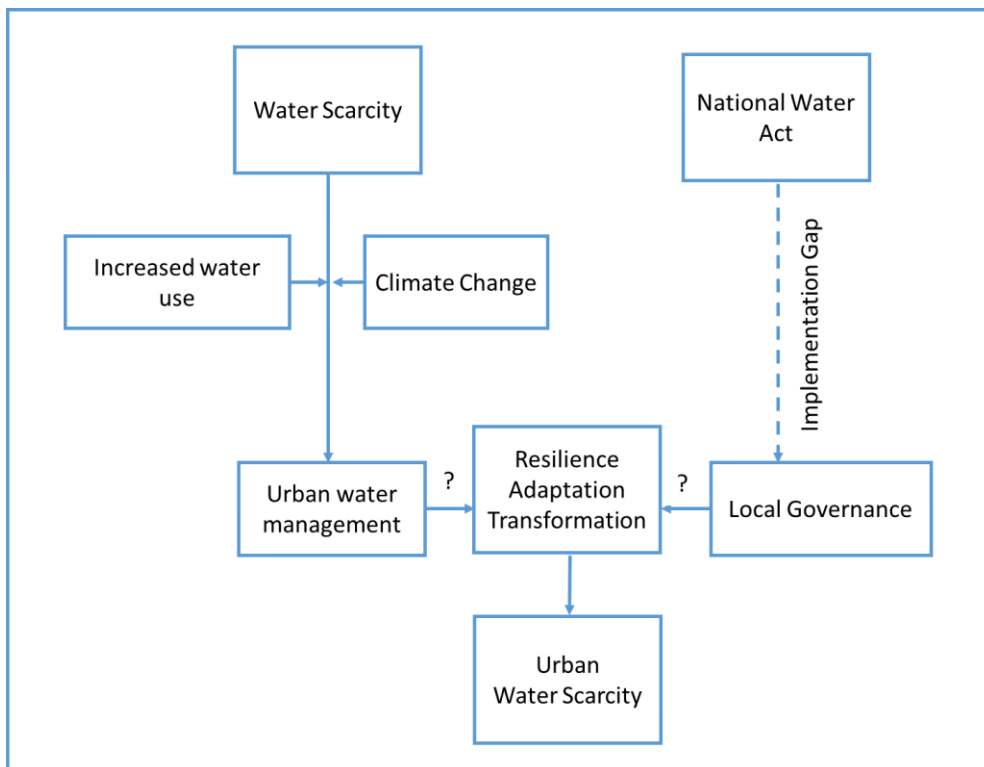 Water Scarcity
National Water
Act
Increased water
use
Climate Change
Implementation Gap
Urban water
management
?
Resilience
Adaptation
Transformation
?
Local Governance
Urban
Water Scarcity